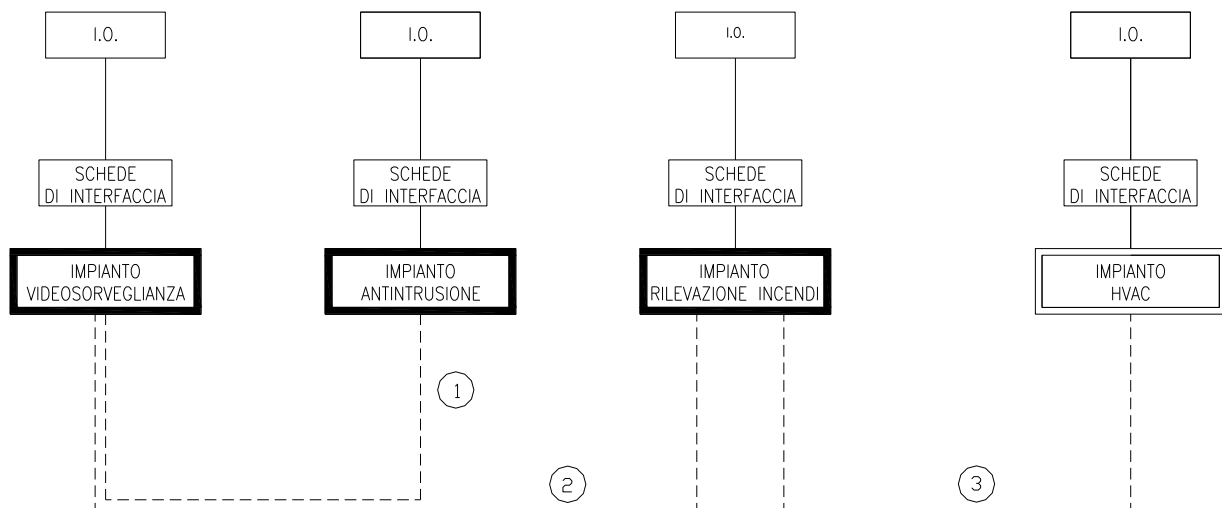 I.O.
I.O.
I.O.
I.O.
SCHEDE
DI INTERFACCIA
SCHEDE
DI INTERFACCIA
SCHEDE
DI INTERFACCIA
SCHEDE
DI INTERFACCIA
IMPIANTO
VIDEOSORVEGLIANZA
IMPIANTO
ANTINTRUSIONE
IMPIANTO
RILEVAZIONE INCENDI
IMPIANTO
HVAC
1
2
3